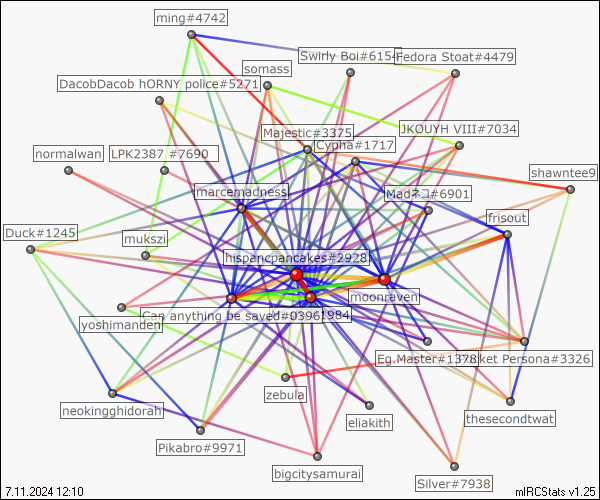 ming#4742
Swirly Boi#6154
Fedora Stoat#4479
somass
DacobDacob hORNY police#5271
Majestic#3375
JKOUYH VIII#7034
Cypha#1717
normalwan
LPK2387 #7690
shawntee9
marcemadness
Madネコ#6901
frisout
Duck#1245
mukszi
hispancpancakes#2928
moonraven
Can anything be saved#0396
1984
yoshimanden
Eg.Master#1378
ket Persona#3326
zebula
neokingghidorah
eliakith
thesecondtwat
Pikabro#9971
bigcitysamurai
Silver#7938
7.11.2024 12:10
mIRCStats v1.25